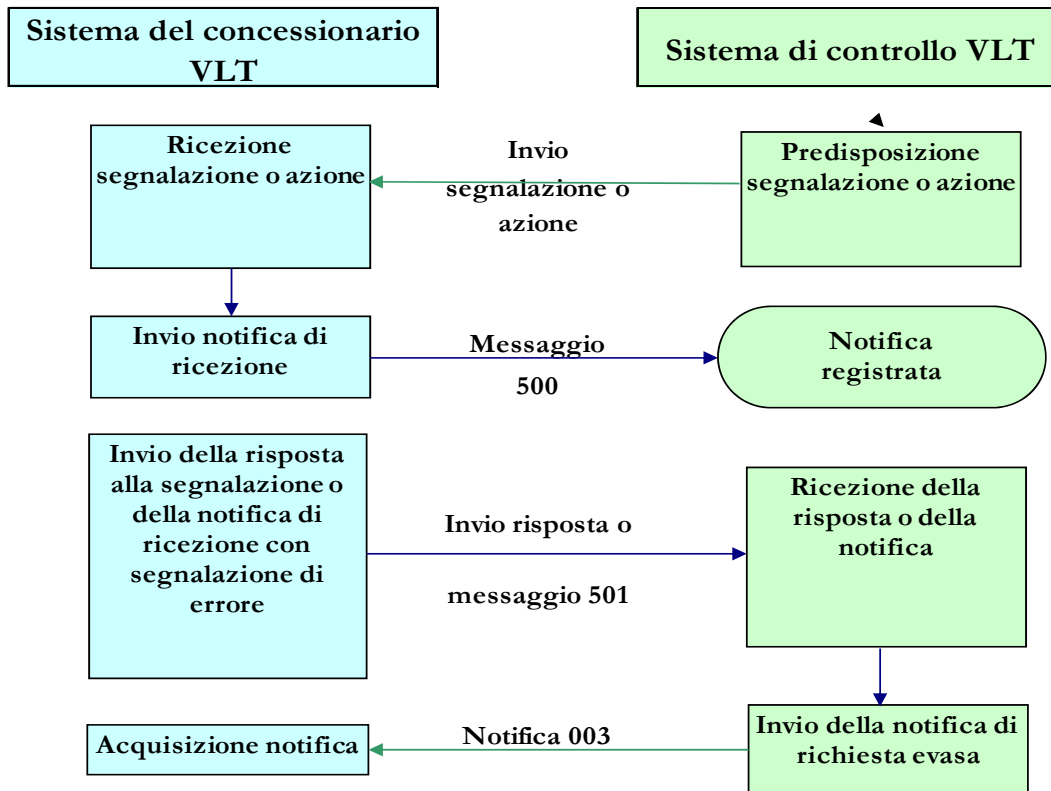 Sistema del concessionario
VLT
Sistema di controllo VLT
Ricezione
segnalazione o azione
Invio
segnalazione o
azione
Predisposizione
segnalazione o azione
Invio notifica di
ricezione
Messaggio
500
Notifica
registrata
Invio della risposta
alla segnalazione o
della notifica di
ricezione con
segnalazione di
errore
Invio risposta o
messaggio 501
Ricezione della
risposta o della
notifica
Acquisizione notifica
Notifica 003
Invio della notifica di
richiesta evasa